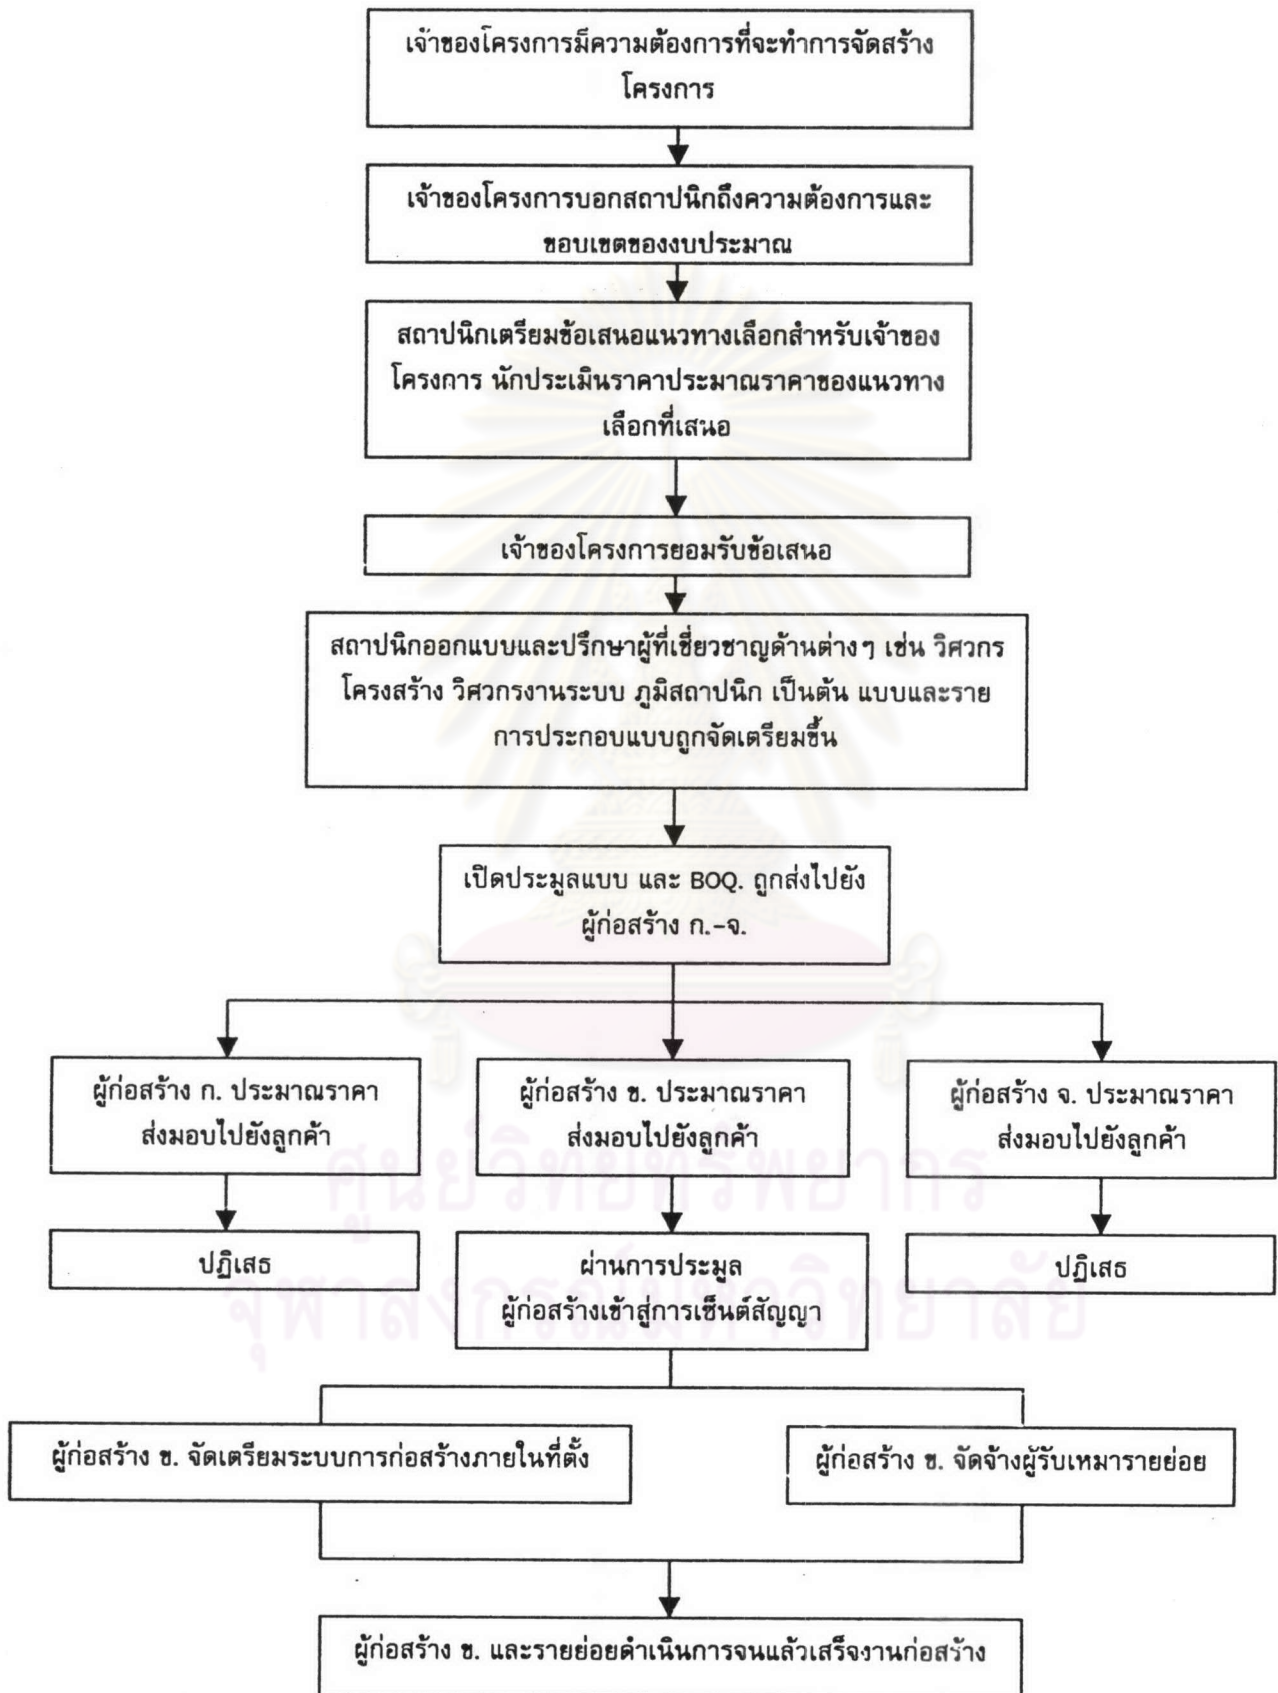 เจ้าของโครงการมีความต้องการที่จะทำการจัดสร้าง
โครงการ
เจ้าของโครงการบอกสถาปนิกถึงความต้องการและ
ขอบเขตของงบประมาณ
สถาปนิกเตรียมข้อเสนอแนวทางเลือกสำหรับเจ้าของ
โครงการ นักประเมินราคาประมาณราคาของแนวทาง
เลือกที่เสนอ
เจ้าของโครงการยอมรับข้อเสนอ
สถาปนิกออกแบบและปรึกษาผู้ที่เชี่ยวชาญด้านต่างๆ เช่น วิศวกร
โครงสร้าง วิศวกรงานระบบ ภูมิสถาปนิก เป็นต้น แบบและราย
การประกอบแบบถูกจัดเตรียมขึ้น
เปิดประมูลแบบ และ BOQ. ถูกส่งไปยัง
ผู้ก่อสร้าง ก.-จ.
ผู้ก่อสร้าง ก. ประมาณราคา
ส่งมอบไปยังลูกค้า
ผู้ก่อสร้าง ข. ประมาณราคา
ส่งมอบไปยังลูกค้า
ผู้ก่อสร้าง จ. ประมาณราคา
ส่งมอบไปยังลูกค้า
ศูนย์วิทยทรัพยากร
ปฏิเสธ
ผ่านการประมูล
ผู้ก่อสร้างเข้าสู่การเซ็นต์สัญญา
ปฏิเสธ
จุฬาลงกรณ์มหาวิทยาลัย
ผู้ก่อสร้าง ข. จัดเตรียมระบบการก่อสร้างภายในที่ตั้ง
ผู้ก่อสร้าง ข. จัดจ้างผู้รับเหมารายย่อย
ผู้ก่อสร้าง ข. และรายย่อยดำเนินการจนแล้วเสร็จงานก่อสร้าง